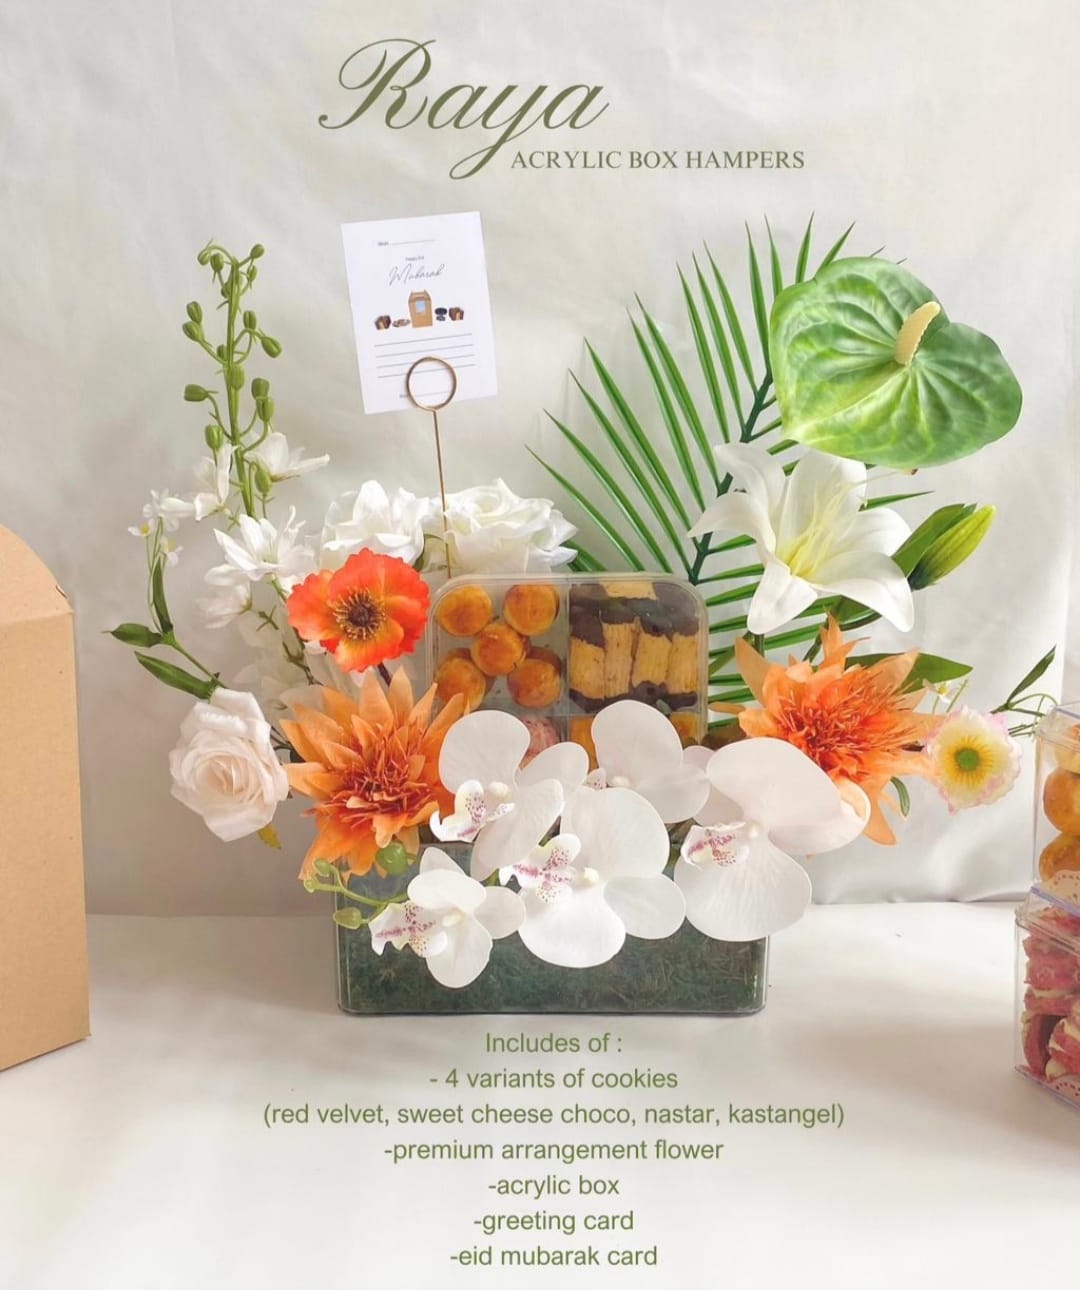 Raya
ACRYLIC BOX HAMPERS
Mubarak
Includes of :
- 4 variants of cookies
(red velvet, sweet cheese choco, nastar, kastangel)
-premium arrangement flower
-acrylic box
-greeting card
-eid mubarak card